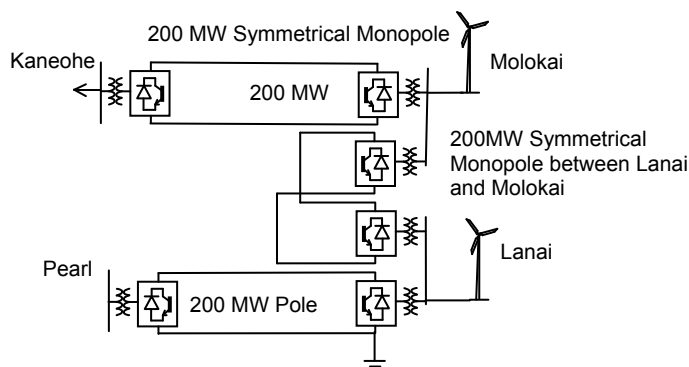 200 MW Symmetrical Monopole
Kaneohe
Molokai
200 MW
200MW Symmetrical
Monopole between Lanai
and Molokai
Pearl
Lanai
200 MW Pole